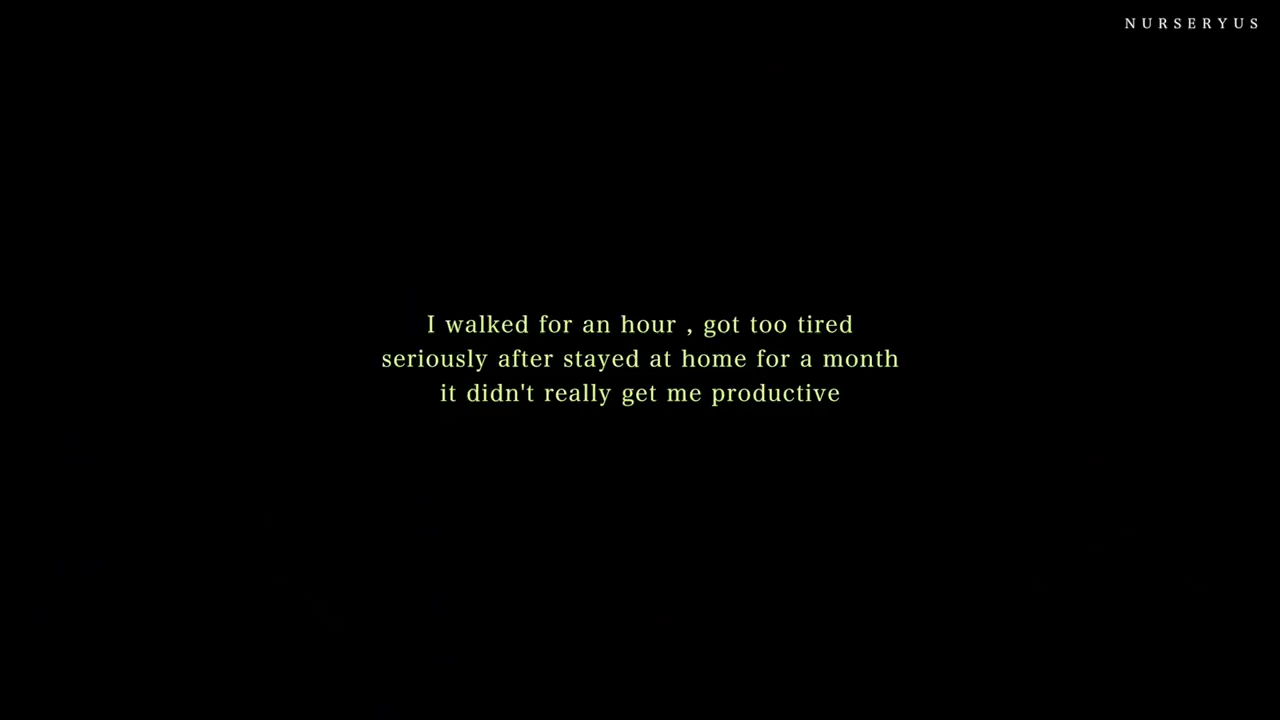 NURSERYUS
I walked for an hour , got too tired
seriously after stayed at home for a month
it didn't really get me productive